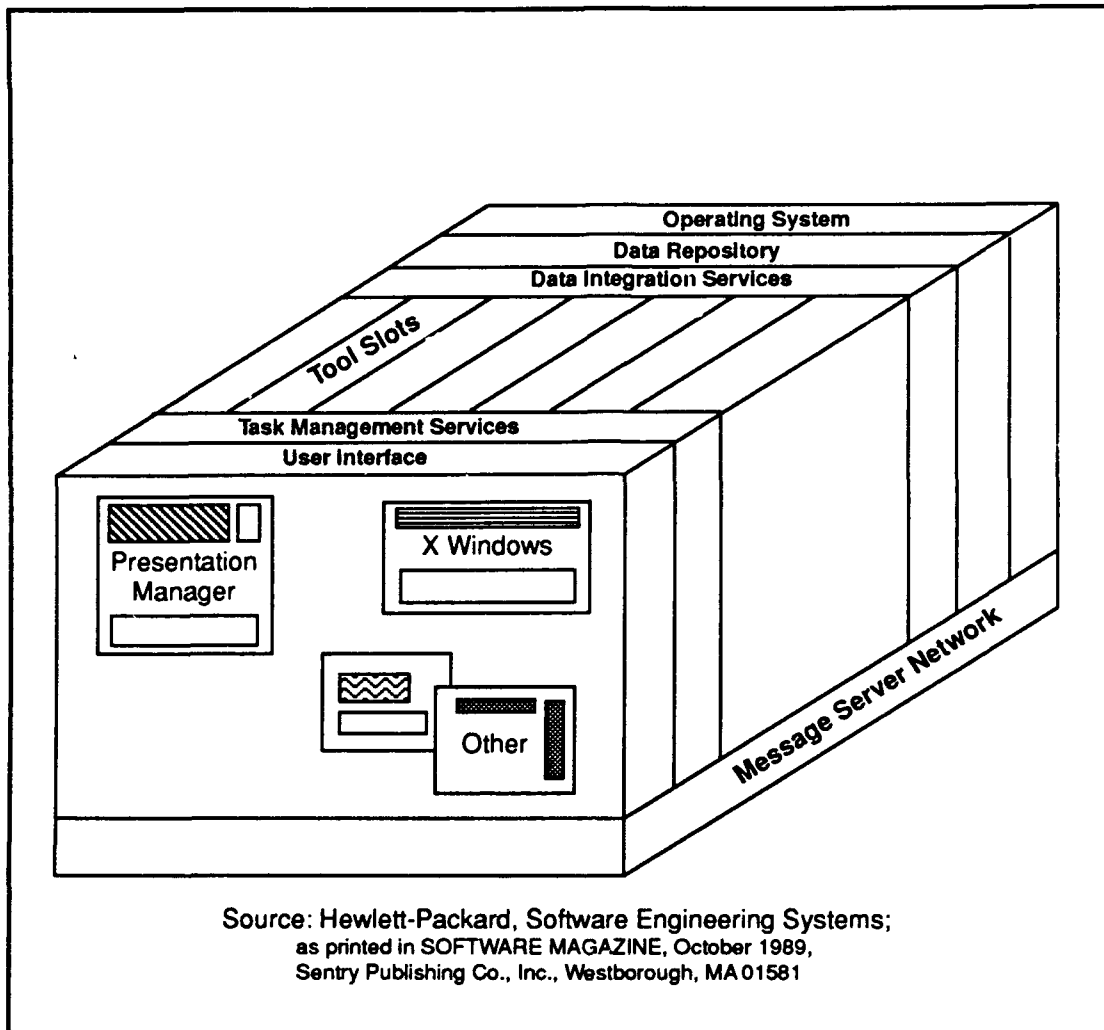 Operating System
Data Repository
Data Integration Services
Tool Slots
Task Management Services
User Interface
Presentation
Manager
X Windows
Other
Message Server Network
Source: Hewlett-Packard, Software Engineering Systems;
as printed in SOFTWARE MAGAZINE, October 1989,
Sentry Publishing Co., Inc., Westborough, MA 01581